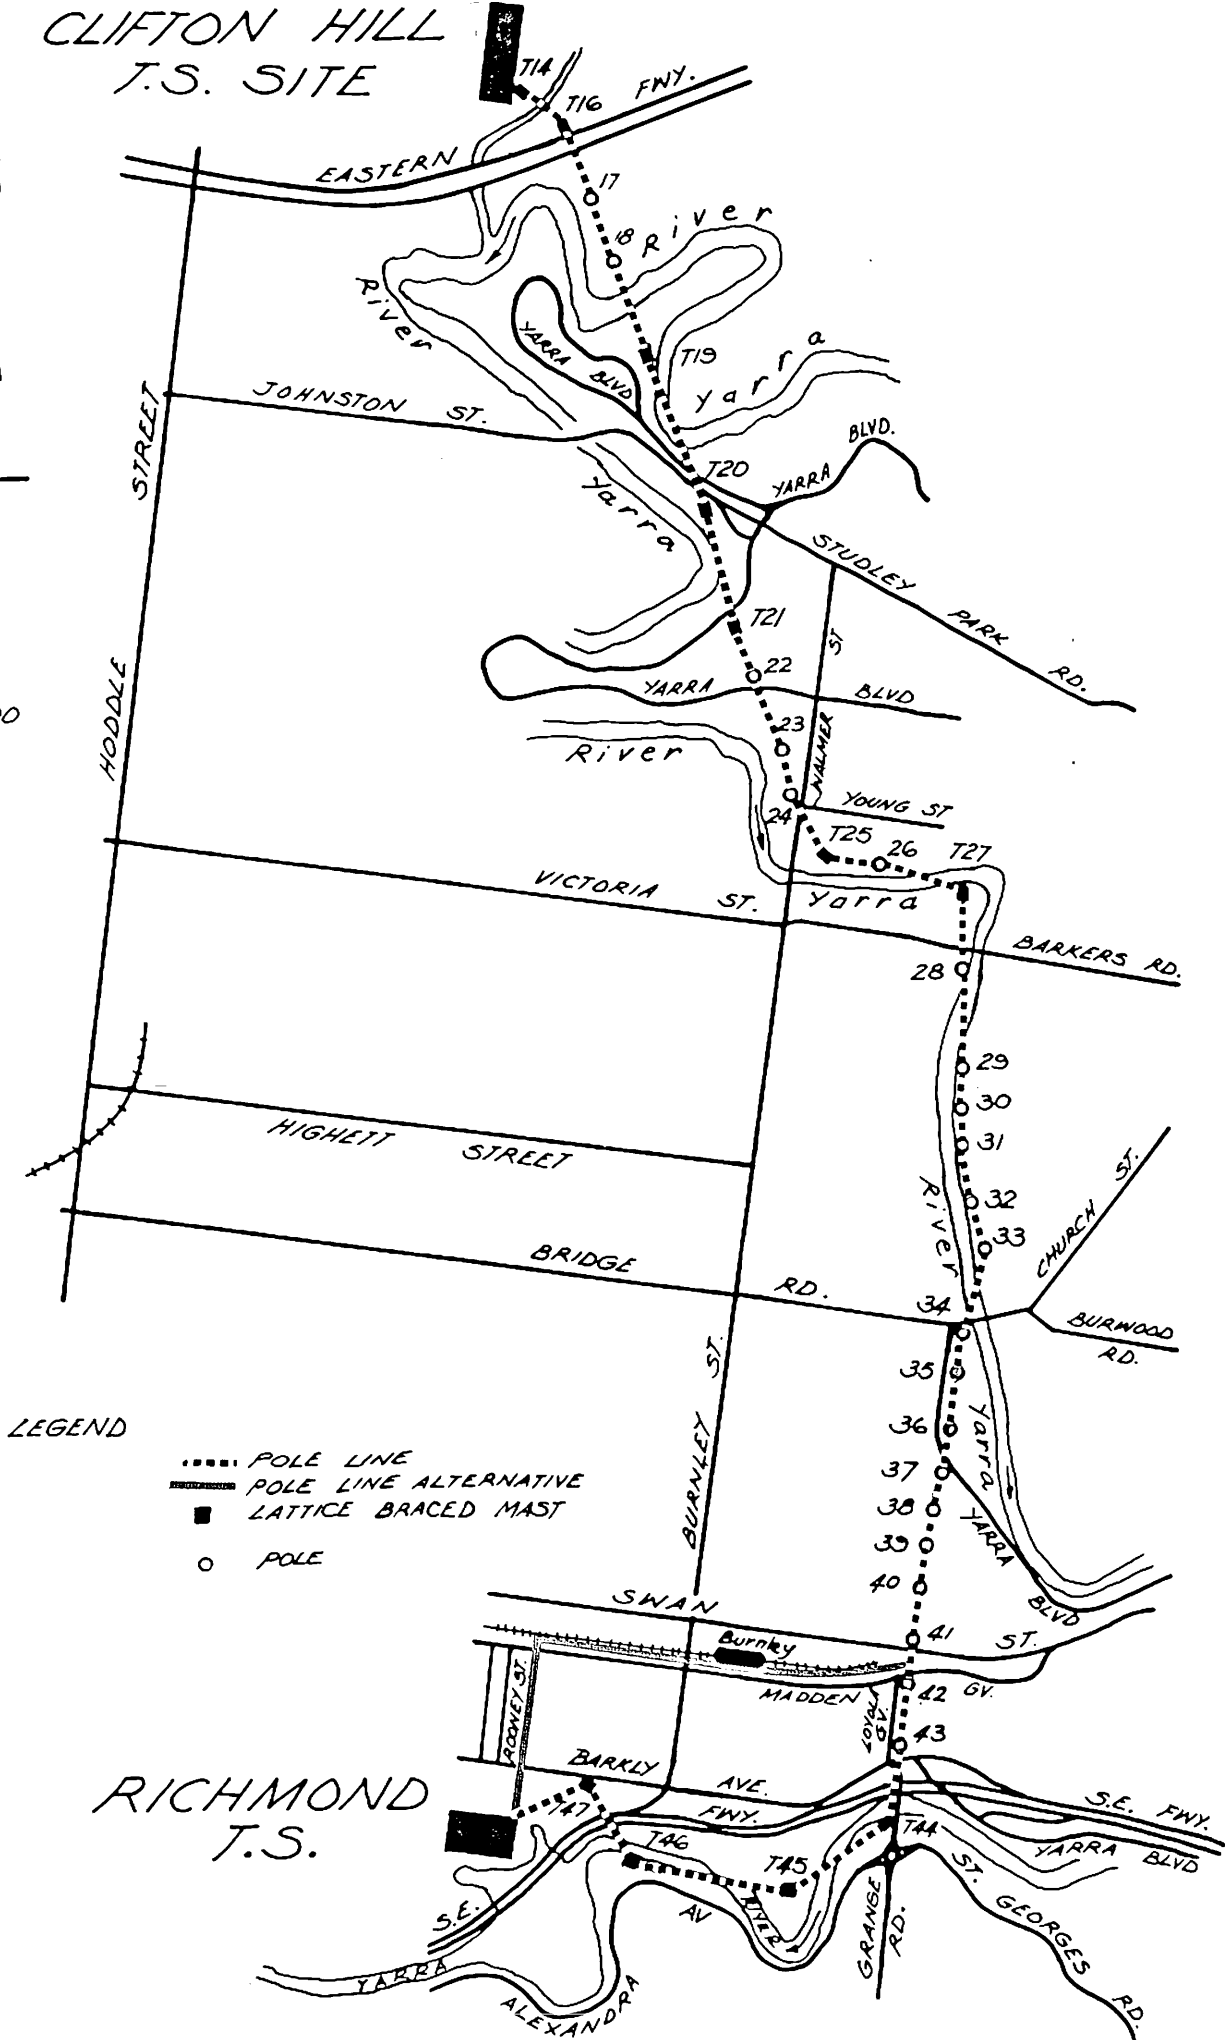 CLIFTON HILL
T.S. SITE
T14
T16
FWY.
EASTERN
17
18
River
River
YARRA
BLVD
T19
Yarra
JOHNSTON ST.
STREET
BLVD.
T20
YARRA
Yarra
STUDLEY PARK RD.
T21
ST
22
YARRA BLVD
HODDLE
23
WALMER
River
YOUNG ST
24
T25
26
T27
VICTORIA ST.
Yarra
BARKERS RD.
28
29
30
31
HIGHETT STREET
32
River
33
CHURCH ST.
BRIDGE RD.
34
BURWOOD
RD.
35
BURNLEY ST.
36
Yarra
37
38
YARRA
39
40
BLVD
LEGEND
POLE LINE
POLE LINE ALTERNATIVE
LATTICE BRACED MAST
POLE
SWAN ST.
41
Burnley
MADDEN GV.
42
ROONEY ST.
LOYOLA
GV.
43
BARKLY AVE.
RICHMOND
T.S.
T47
FWY.
S.E. FWY.
T44
YARRA BLVD
T46
T45
RIVER
AV
ST. GEORGES RD.
GRANGE
RD.
S.E.
YARRA
ALEXANDRA